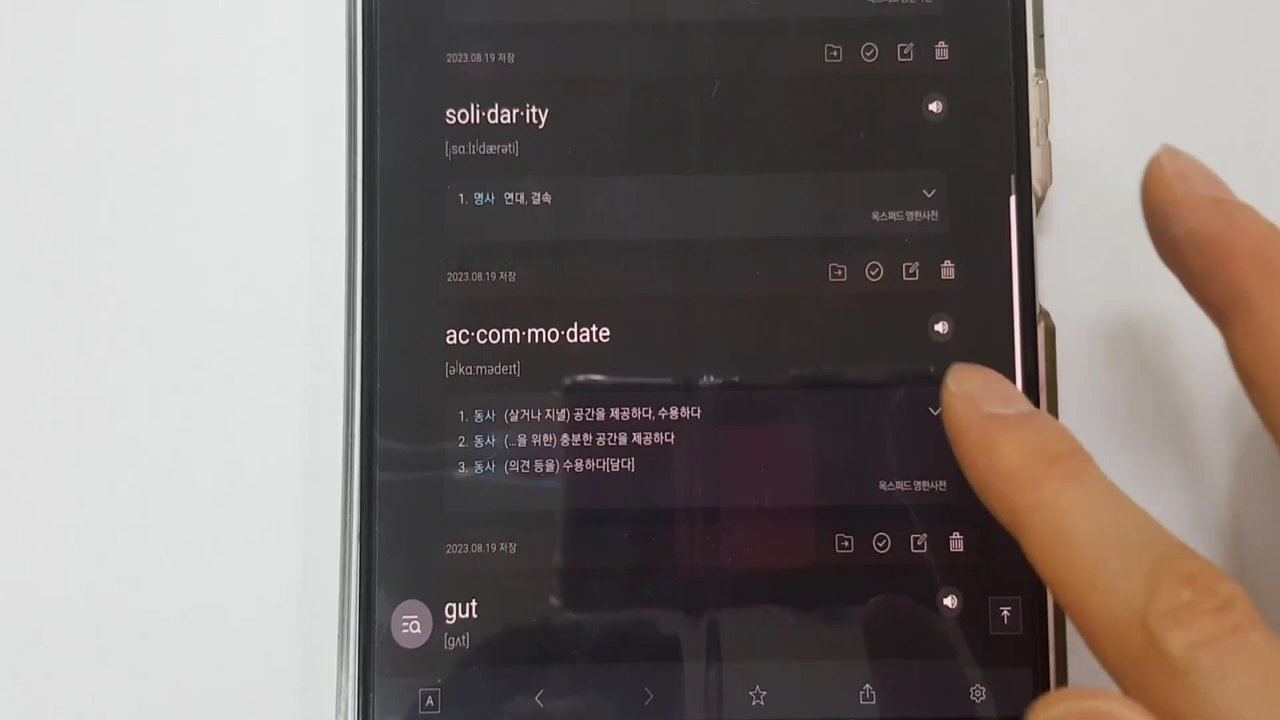 2023.08.19 저장
soli·dar·ity
[ˌsɑːlɪˈdærəti]
1. 명사 연대, 결속
옥스퍼드 영한사전
2023.08.19 저장
ac·com·mo·date
[əˈkɑːmədeɪt]
1. 동사 (살거나 지낼) 공간을 제공하다, 수용하다
2. 동사 (...을 위한) 충분한 공간을 제공하다
3. 동사 (의견 등을) 수용하다[담다]
옥스퍼드 영한사전
2023.08.19 저장
gut
[gʌt]
A